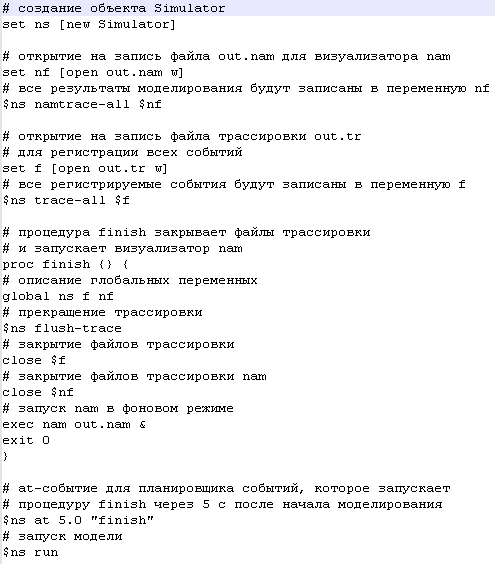 # создание объекта Simulator
set ns [new Simulator]
# открытие на запись файла out.nam для визуализатора nam
set nf [open out.nam w]
# все результаты моделирования будут записаны в переменную nf
$ns namtrace-all $nf
# открытие на запись файла трассировки out.tr
# для регистрации всех событий
set f [open out.tr w]
# все регистрируемые события будут записаны в переменную f
$ns trace-all $f
# процедура finish закрывает файлы трассировки
# и запускает визуализатор nam
proc finish {} {
# описание глобальных переменных
global ns f nf
# прекращение трассировки
$ns flush-trace
# закрытие файлов трассировки
close $f
# закрытие файлов трассировки nam
close $nf
# запуск nam в фоновом режиме
exec nam out.nam &
exit 0
}
# at-событие для планировщика событий, которое запускает
# процедуру finish через 5 с после начала моделирования
$ns at 5.0 "finish"
# запуск модели
$ns run